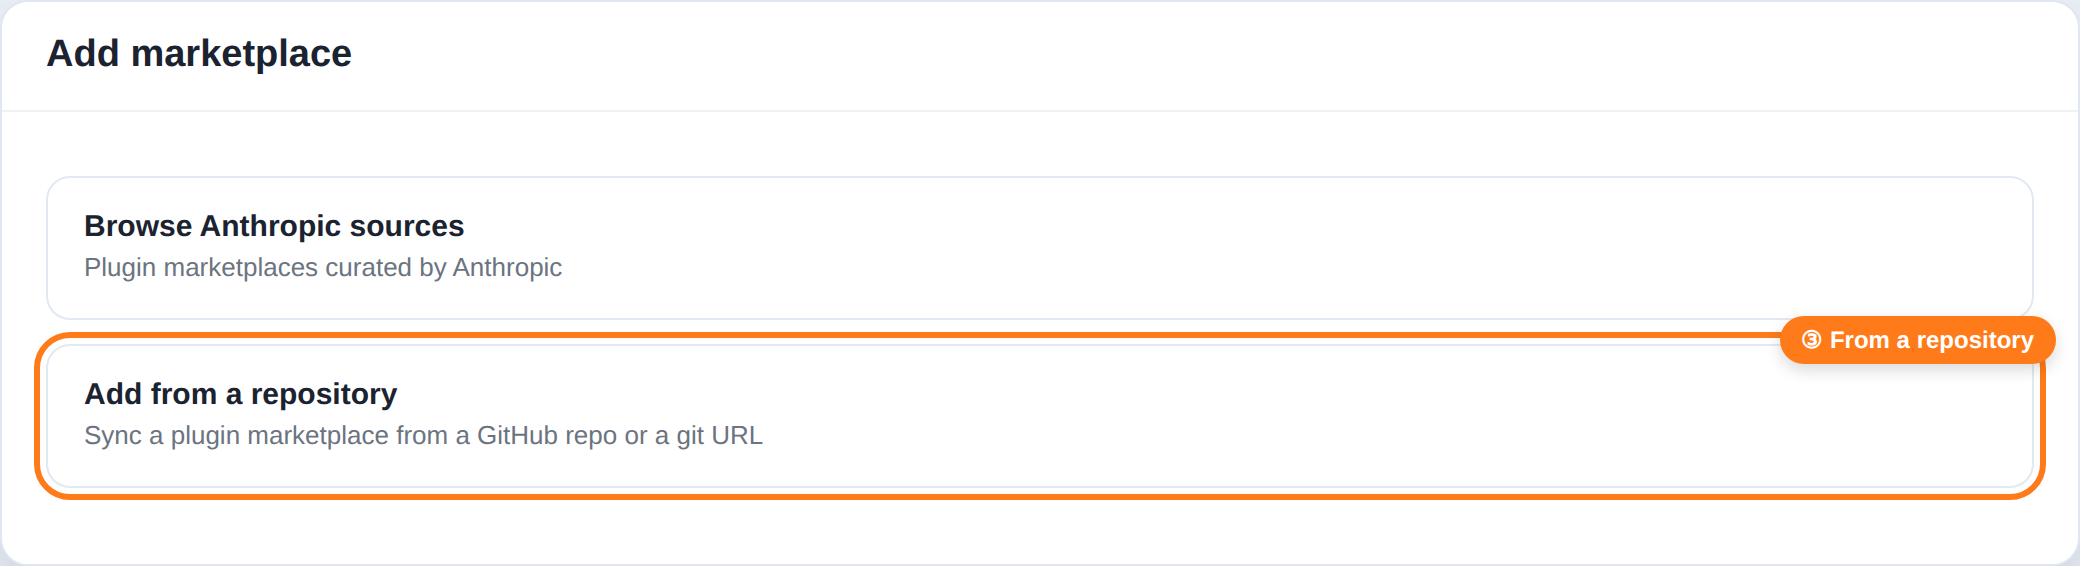 Add marketplace
Browse Anthropic sources
Plugin marketplaces curated by Anthropic
③ From a repository
Add from a repository
Sync a plugin marketplace from a GitHub repo or a git URL